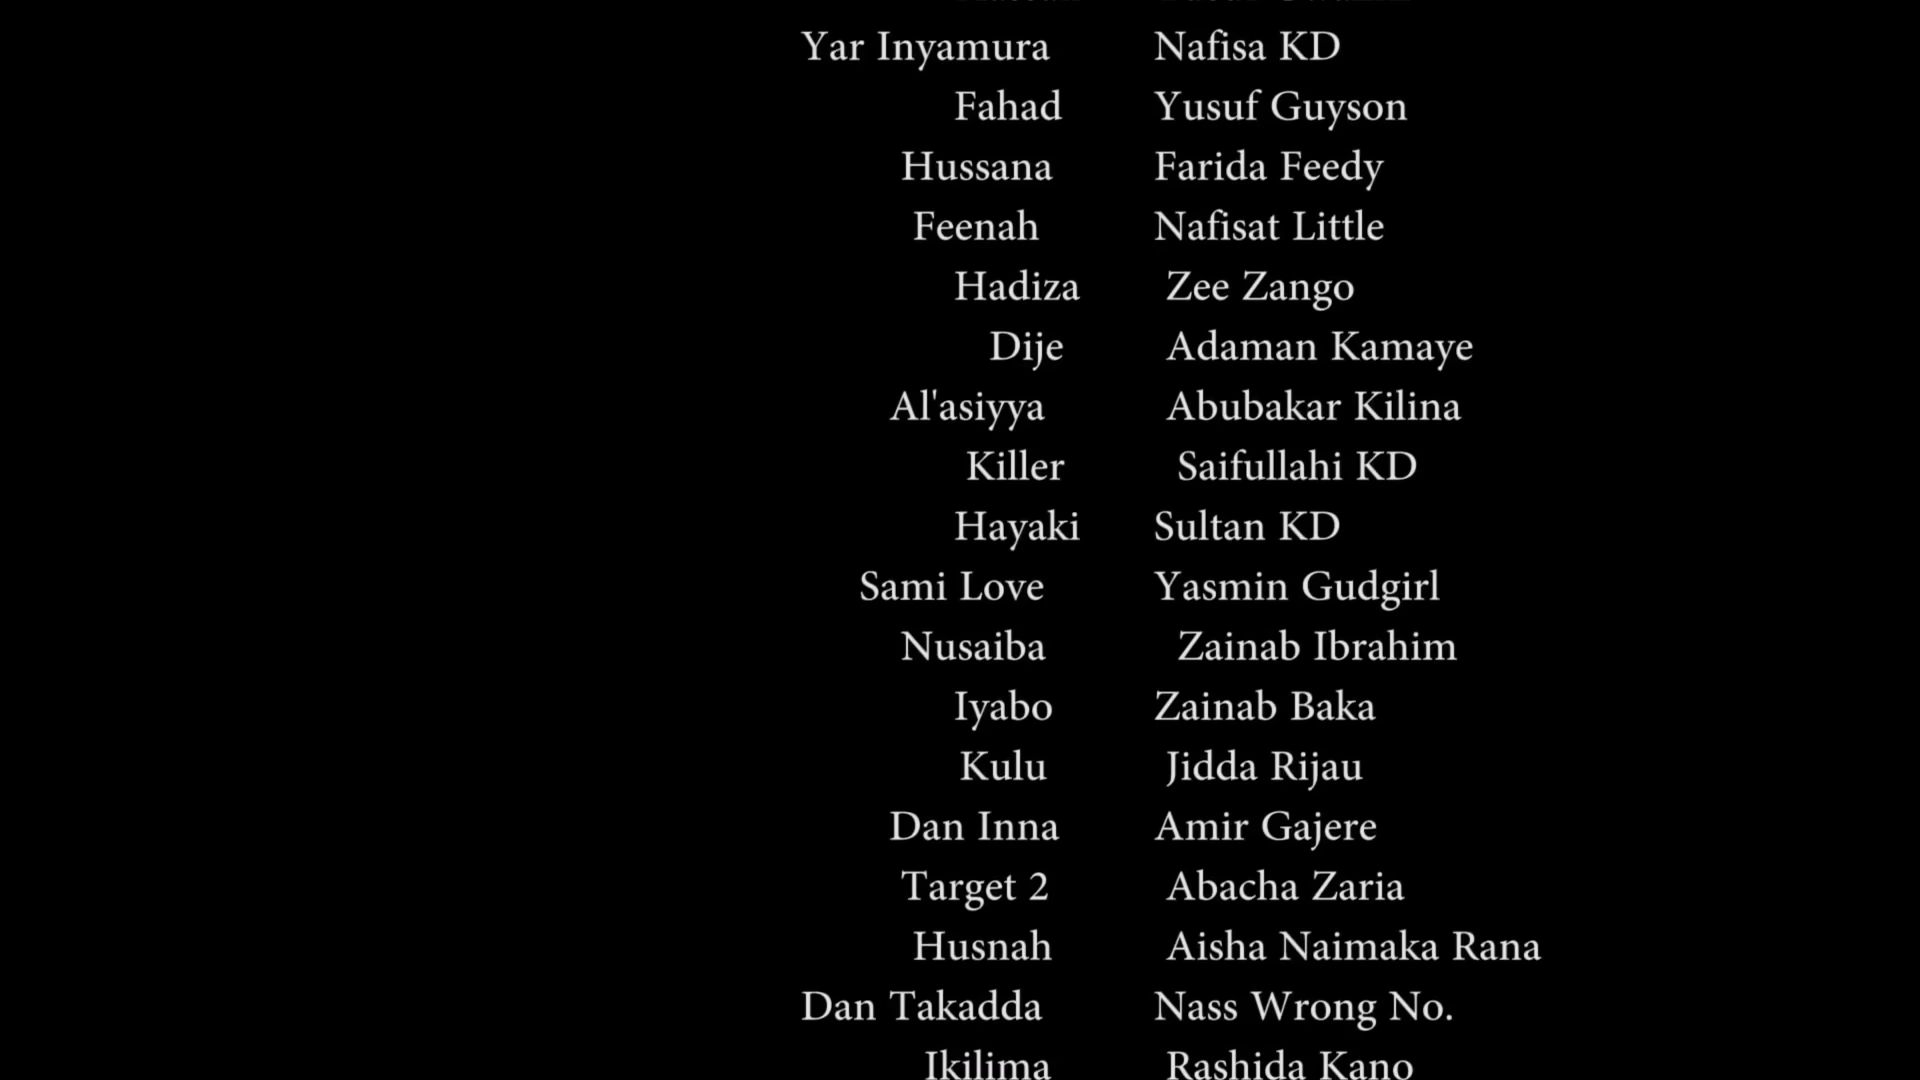 Yar Inyamura Nafisa KD
Fahad Yusuf Guyson
Hussana Farida Feedy
Feenah Nafisat Little
Hadiza Zee Zango
Dije Adaman Kamaye
Al'asiyya Abubakar Kilina
Killer Saifullahi KD
Hayaki Sultan KD
Sami Love Yasmin Gudgirl
Nusaiba Zainab Ibrahim
Iyabo Zainab Baka
Kulu Jidda Rijau
Dan Inna Amir Gajere
Target 2 Abacha Zaria
Husnah Aisha Naimaka Rana
Dan Takadda Nass Wrong No.
Ikilima Rashida Kano